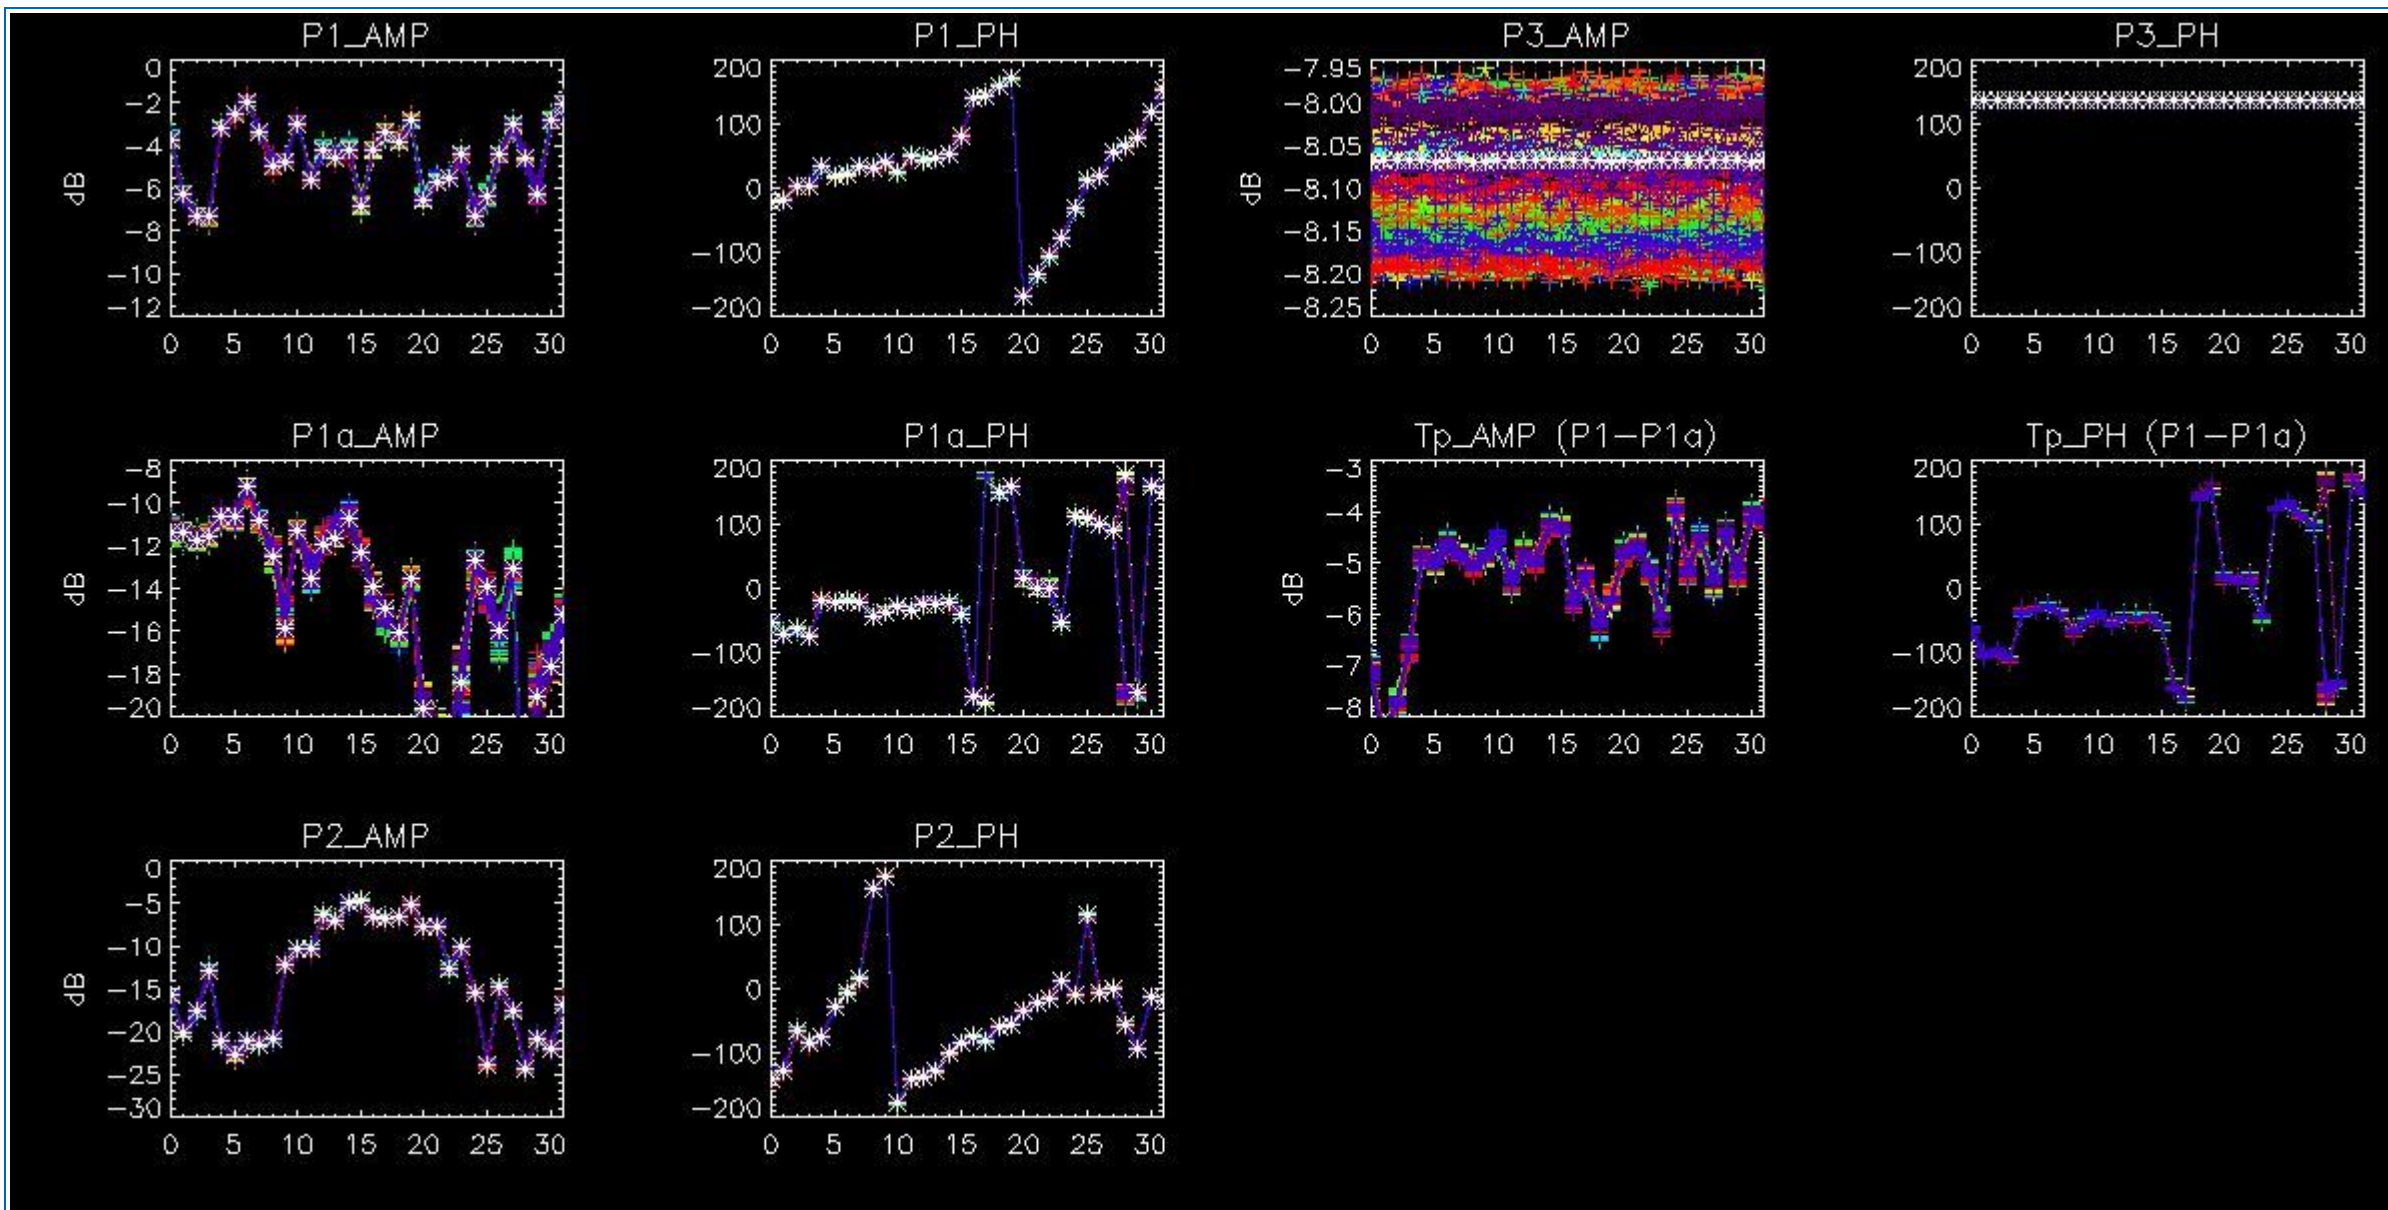 P1_AMP
P1_PH
P3_AMP
P3_PH
0
−2
−4
−6
−8
−10
−12
dB
0 5 10 15 20 25 30
200
100
0
−100
−200
0 5 10 15 20 25 30
−7.95
−8.00
−8.05
−8.10
−8.15
−8.20
−8.25
dB
0 5 10 15 20 25 30
200
100
0
−100
−200
0 5 10 15 20 25 30
P1a_AMP
P1a_PH
Tp_AMP (P1−P1a)
Tp_PH (P1−P1a)
−8
−10
−12
−14
−16
−18
−20
dB
0 5 10 15 20 25 30
200
100
0
−100
−200
0 5 10 15 20 25 30
−3
−4
−5
−6
−7
−8
dB
0 5 10 15 20 25 30
200
100
0
−100
−200
0 5 10 15 20 25 30
P2_AMP
P2_PH
0
−5
−10
−15
−20
−25
−30
dB
0 5 10 15 20 25 30
200
100
0
−100
−200
0 5 10 15 20 25 30